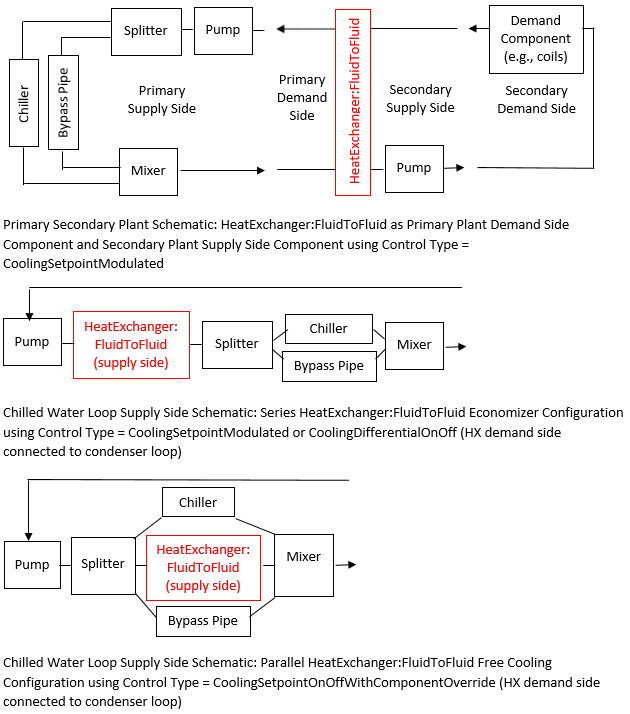 Splitter
Pump
Chiller
Bypass Pipe
Primary
Supply Side
Mixer
Primary
Demand
Side
HeatExchanger:FluidToFluid
Secondary
Supply Side
Pump
Demand
Component
(e.g., coils)
Secondary
Demand Side
Primary Secondary Plant Schematic: HeatExchanger:FluidToFluid as Primary Plant Demand Side
Component and Secondary Plant Supply Side Component using Control Type =
CoolingSetpointModulated
Pump
HeatExchanger:
FluidToFluid
(supply side)
Splitter
Chiller
Bypass Pipe
Mixer
Chilled Water Loop Supply Side Schematic: Series HeatExchanger:FluidToFluid Economizer Configuration
using Control Type = CoolingSetpointModulated or CoolingDifferentialOnOff (HX demand side
connected to condenser loop)
Pump
Splitter
Chiller
HeatExchanger:
FluidToFluid
(supply side)
Bypass Pipe
Mixer
Chilled Water Loop Supply Side Schematic: Parallel HeatExchanger:FluidToFluid Free Cooling
Configuration using Control Type = CoolingSetpointOnOffWithComponentOverride (HX demand side
connected to condenser loop)